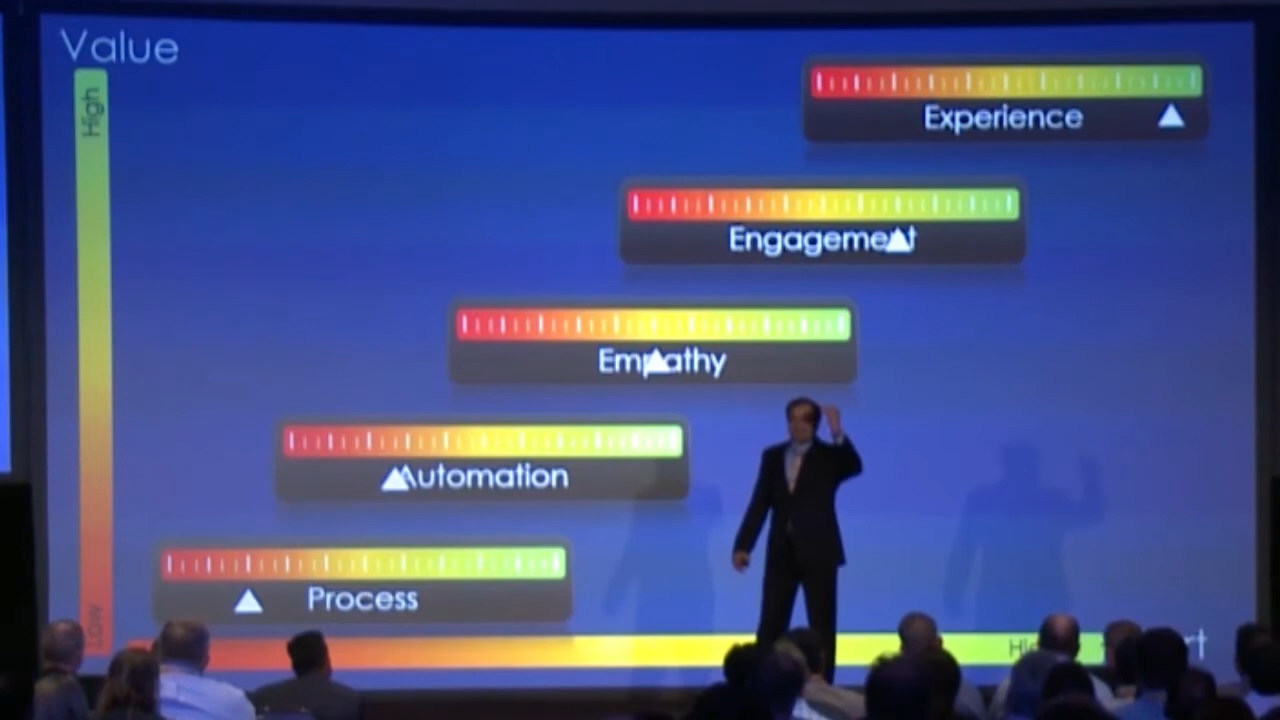 Value
High
Experience
Engagement
Empathy
Automation
Process
Low